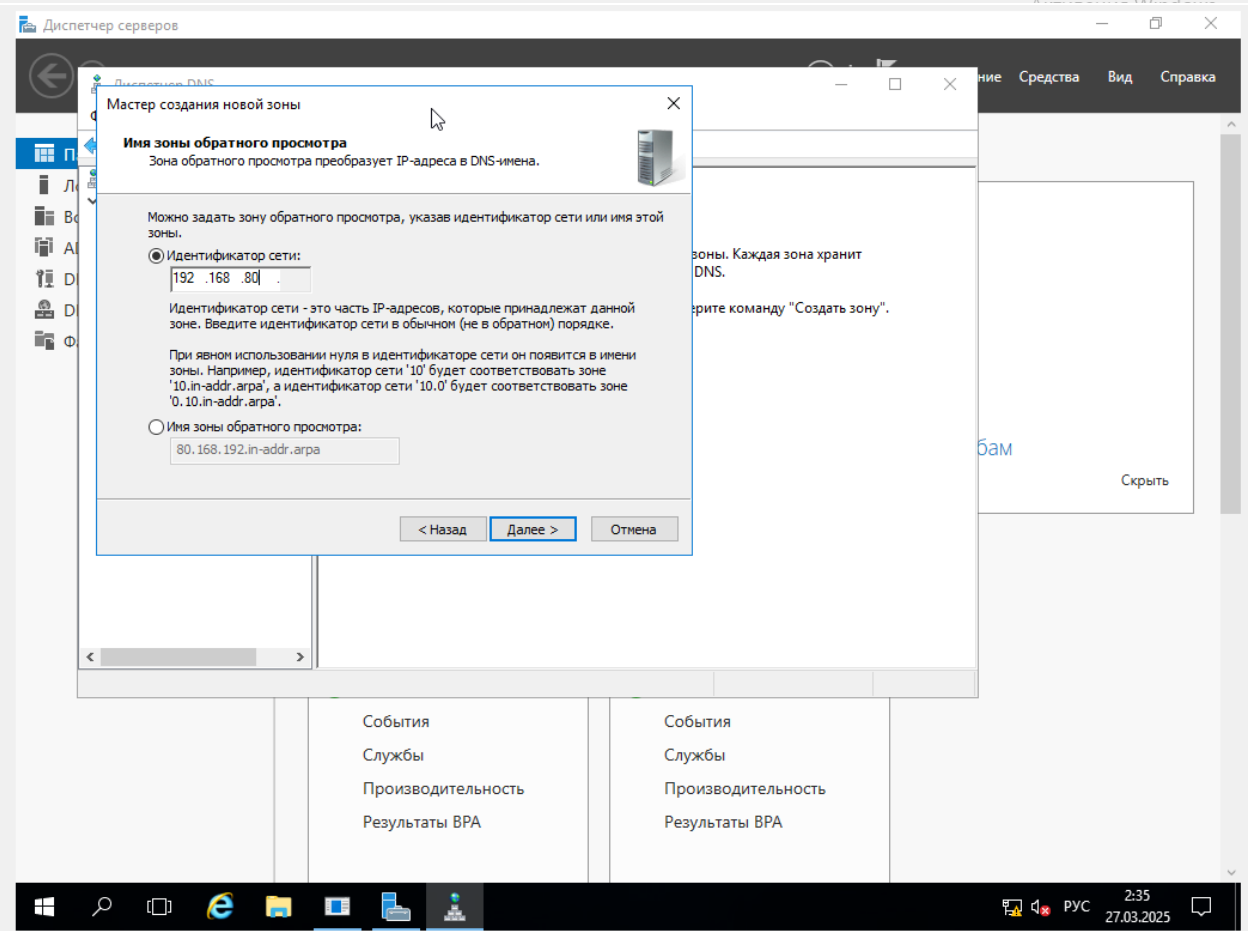 Диспетчер серверов
Диспетчер DNS
ние Средства Вид Справка
Мастер создания новой зоны
Имя зоны обратного просмотра
Зона обратного просмотра преобразует IP-адреса в DNS-имена.
Можно задать зону обратного просмотра, указав идентификатор сети или имя этой
зоны.
Идентификатор сети:
192 .168 .80 .
Идентификатор сети - это часть IP-адресов, которые принадлежат данной
зоне. Введите идентификатор сети в обычном (не в обратном) порядке.
При явном использовании нуля в идентификаторе сети он появится в имени
зоны. Например, идентификатор сети '10' будет соответствовать зоне
'10.in-addr.arpa', а идентификатор сети '10.0' будет соответствовать зоне
'0.10.in-addr.arpa'.
Имя зоны обратного просмотра:
80.168.192.in-addr.arpa
< Назад Далее > Отмена
зоны. Каждая зона хранит
DNS.
ерите команду "Создать зону".
бам
Скрыть
События
Службы
Производительность
Результаты BPA
События
Службы
Производительность
Результаты BPA
РУС
2:35
27.03.2025